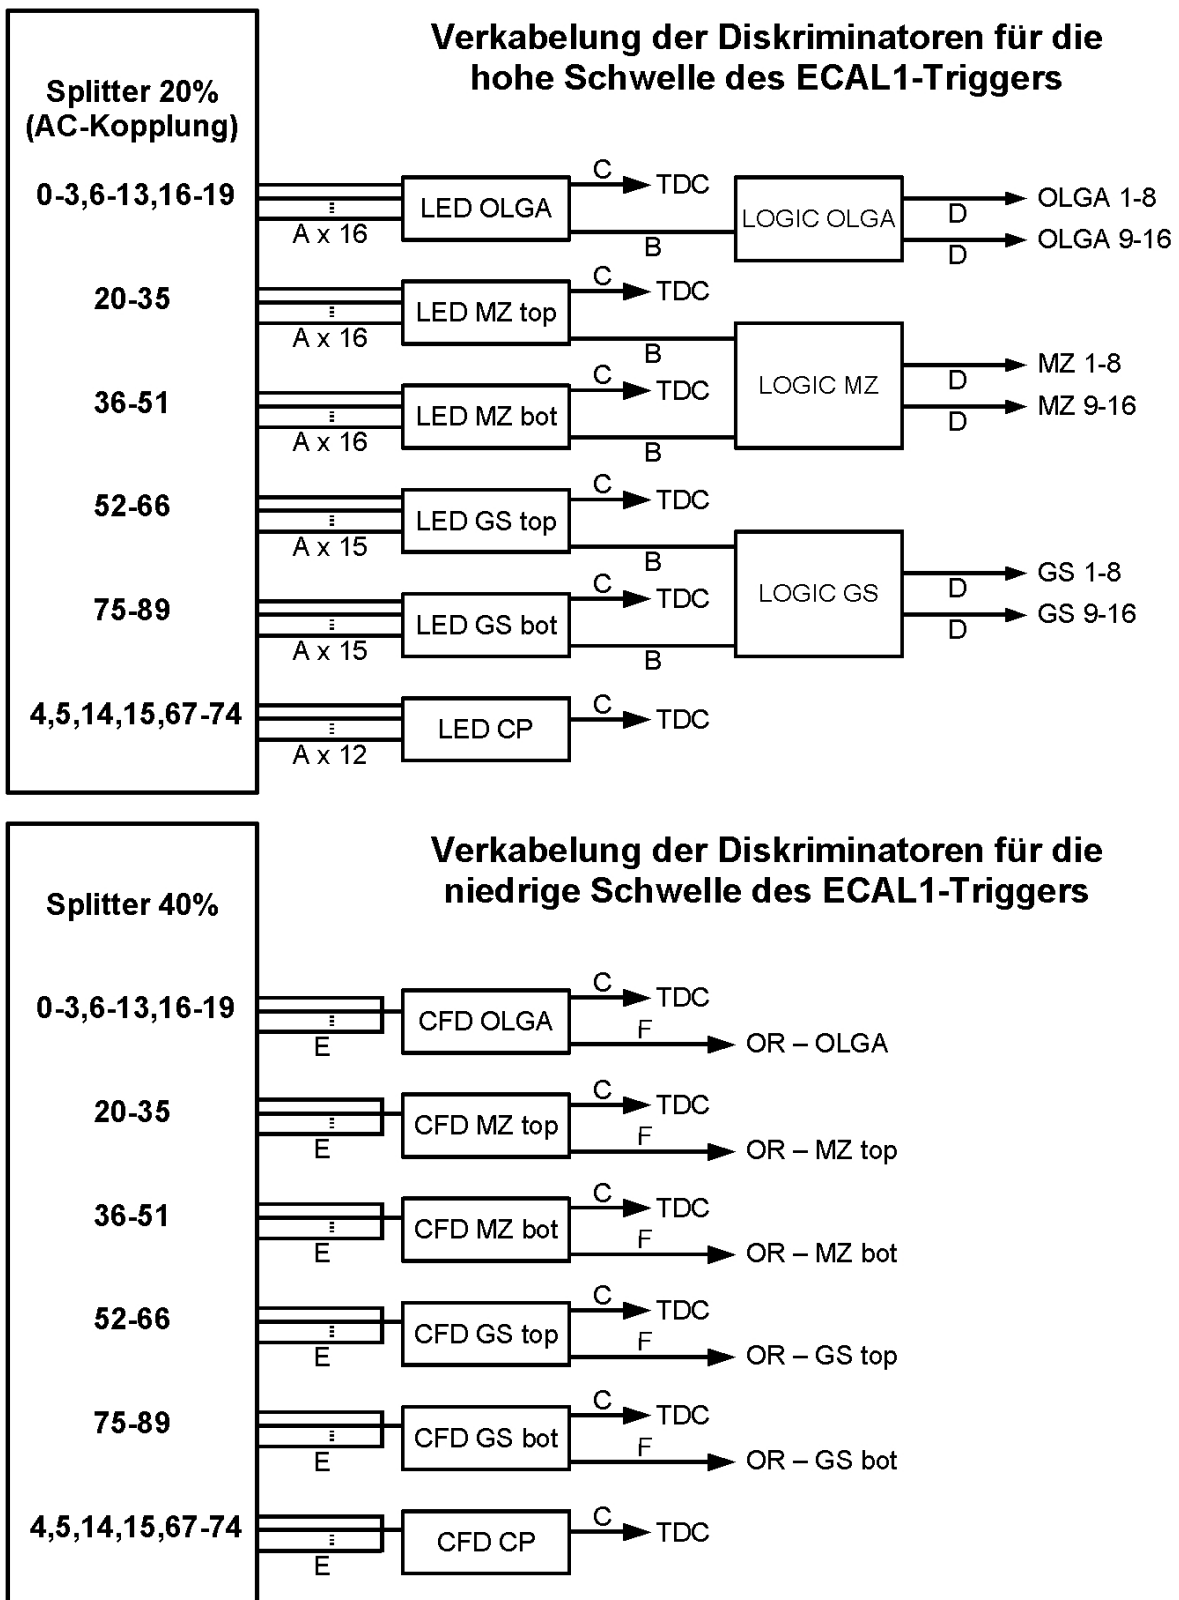 Verkabelung der Diskriminatoren für die
hohe Schwelle des ECAL1-Triggers
Splitter 20%
(AC-Kopplung)
0-3,6-13,16-19
A x 16
LED OLGA
C
TDC
B
LOGIC OLGA
D
OLGA 1-8
D
OLGA 9-16
20-35
A x 16
LED MZ top
C
TDC
B
36-51
A x 16
LED MZ bot
C
TDC
B
LOGIC MZ
D
MZ 1-8
D
MZ 9-16
52-66
A x 15
LED GS top
C
TDC
B
75-89
A x 15
LED GS bot
C
TDC
B
LOGIC GS
D
GS 1-8
D
GS 9-16
4,5,14,15,67-74
A x 12
LED CP
C
TDC
Verkabelung der Diskriminatoren für die
niedrige Schwelle des ECAL1-Triggers
Splitter 40%
0-3,6-13,16-19
E
CFD OLGA
C
TDC
F
OR – OLGA
20-35
E
CFD MZ top
C
TDC
F
OR – MZ top
36-51
E
CFD MZ bot
C
TDC
F
OR – MZ bot
52-66
E
CFD GS top
C
TDC
F
OR – GS top
75-89
E
CFD GS bot
C
TDC
F
OR – GS bot
4,5,14,15,67-74
E
CFD CP
C
TDC